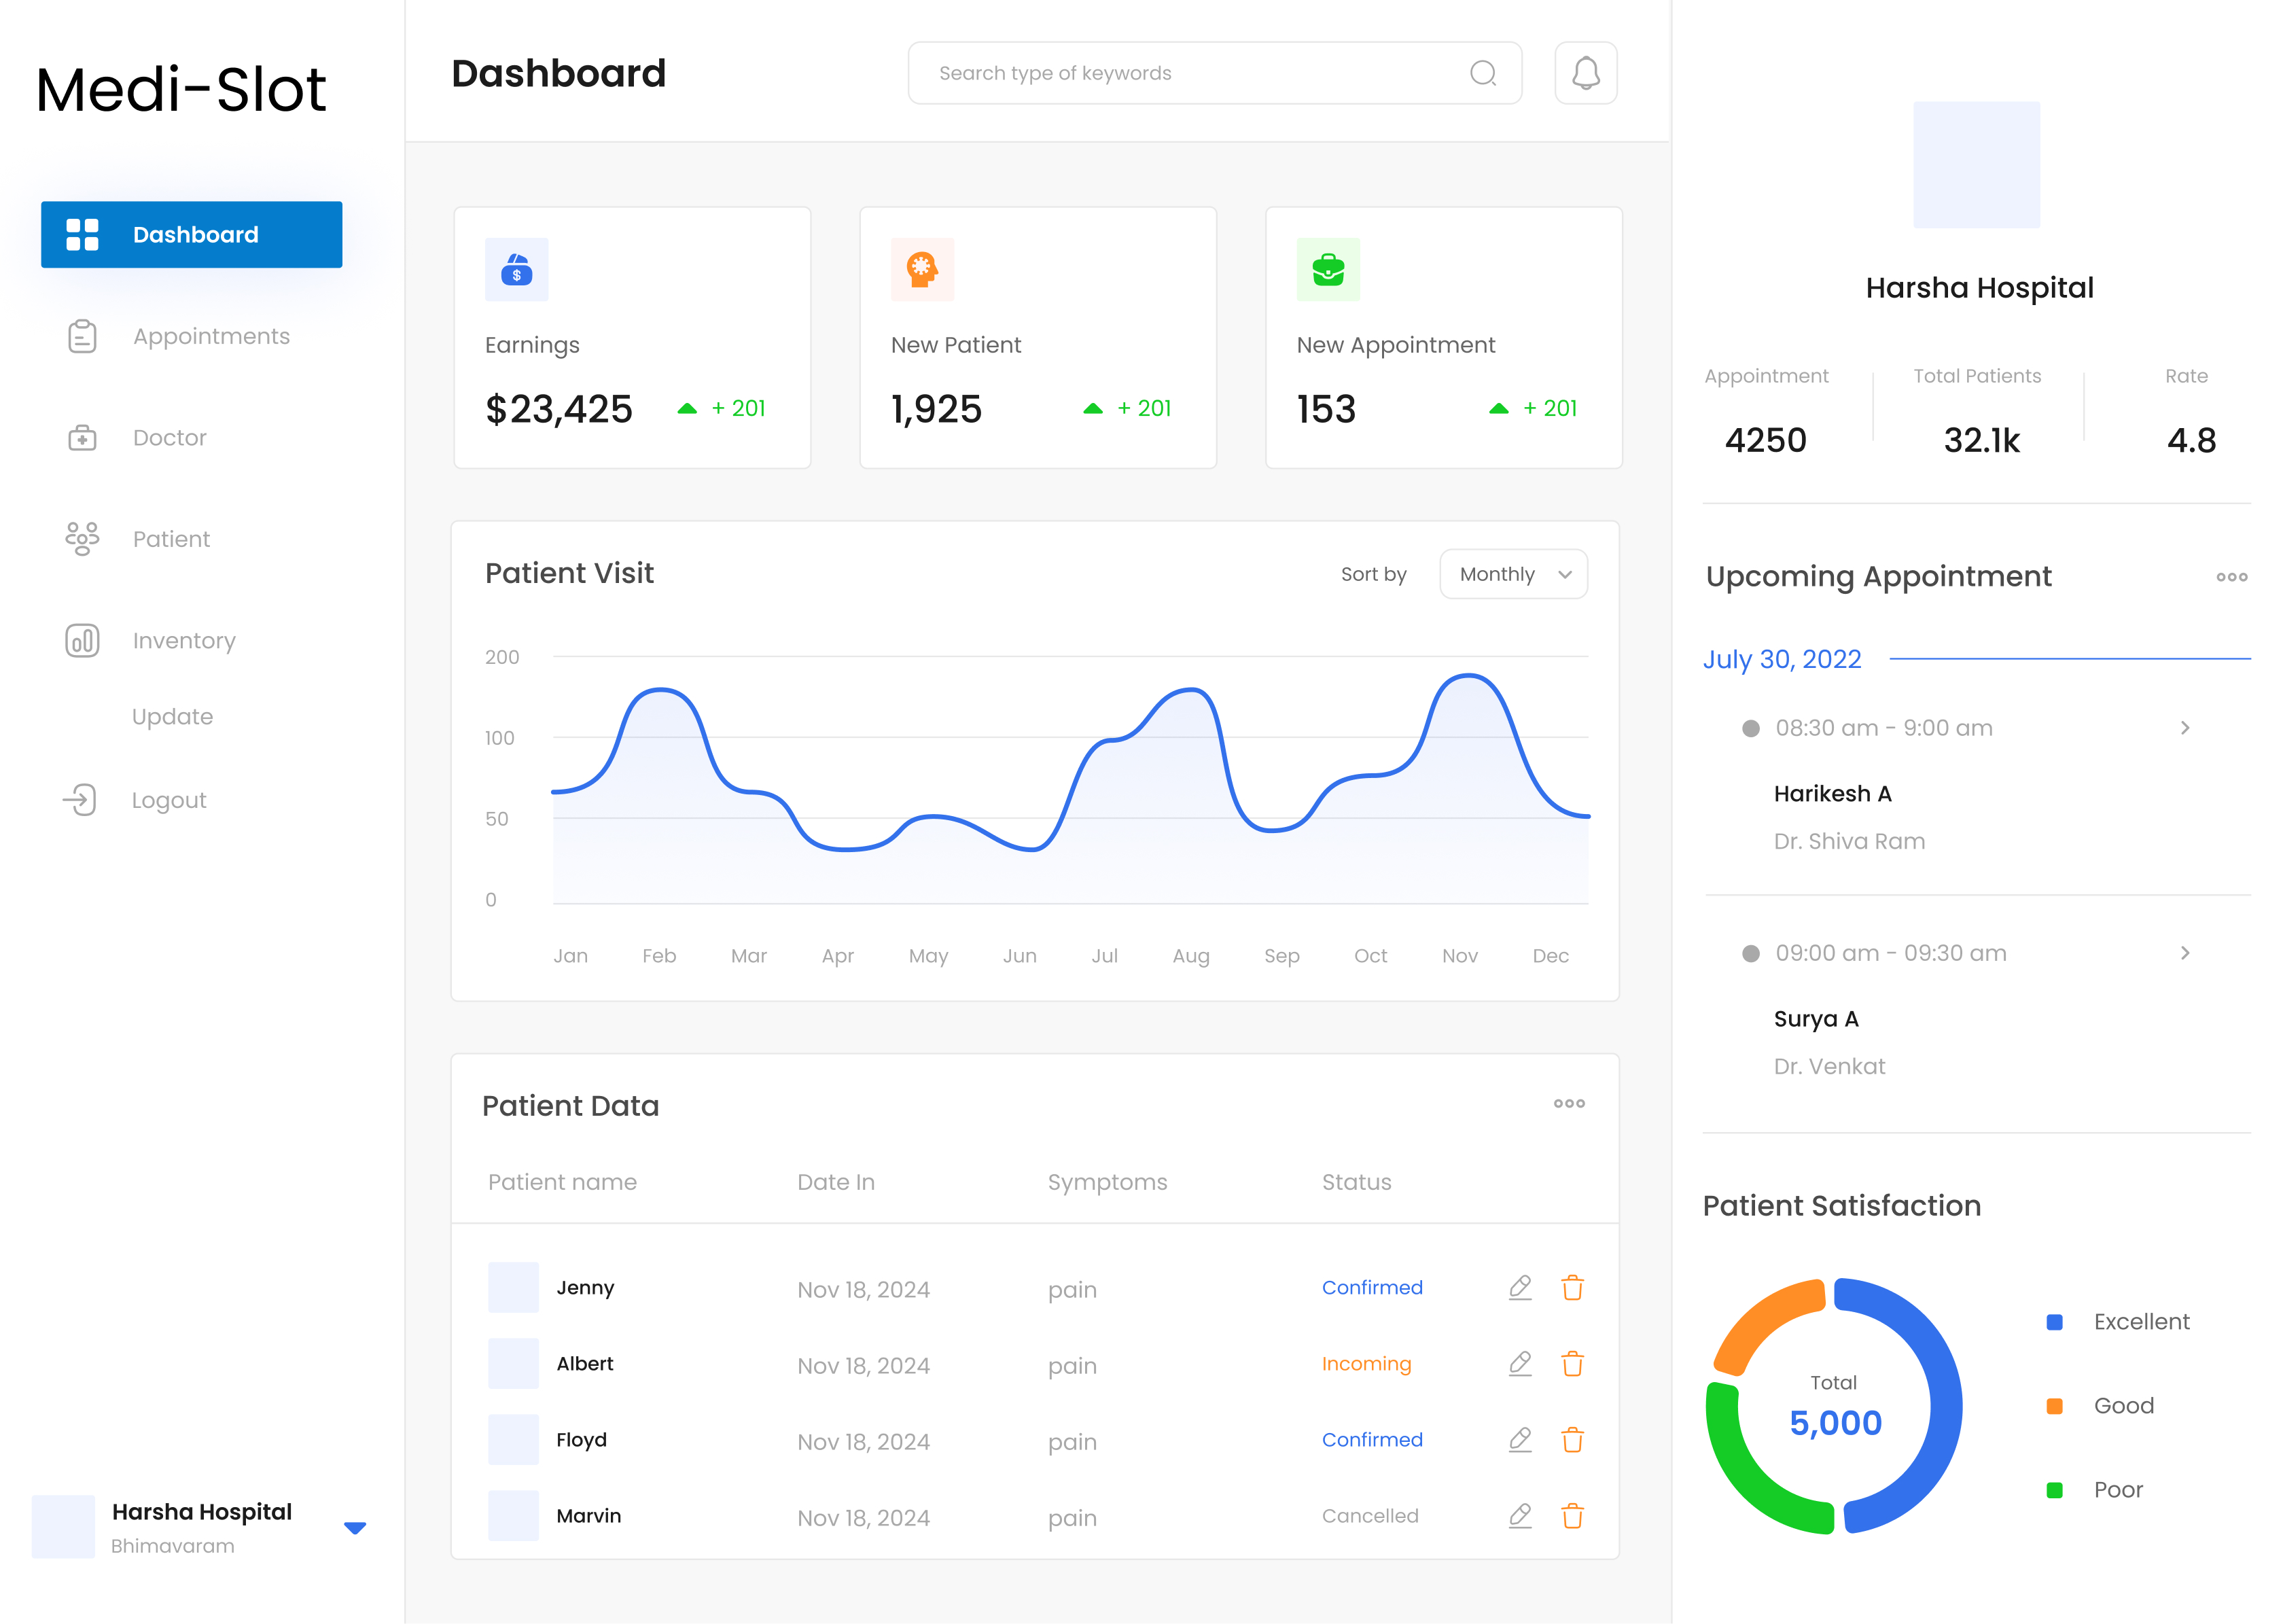 Medi-Slot
Dashboard
Appointments
Doctor
Patient
Inventory
Update
Logout
Harsha Hospital
Bhimavaram
Dashboard
Search type of keywords
$
Earnings
$23,425 + 201
New Patient
1,925 + 201
New Appointment
153 + 201
Patient Visit
Sort by Monthly
200
100
50
0
Jan Feb Mar Apr May Jun Jul Aug Sep Oct Nov Dec
Patient Data
Patient name Date In Symptoms Status
Jenny Nov 18, 2024 pain Confirmed
Albert Nov 18, 2024 pain Incoming
Floyd Nov 18, 2024 pain Confirmed
Marvin Nov 18, 2024 pain Cancelled
Harsha Hospital
Appointment Total Patients Rate
4250 32.1k 4.8
Upcoming Appointment
July 30, 2022
08:30 am - 9:00 am
Harikesh A
Dr. Shiva Ram
09:00 am - 09:30 am
Surya A
Dr. Venkat
Patient Satisfaction
Total
5,000
Excellent
Good
Poor